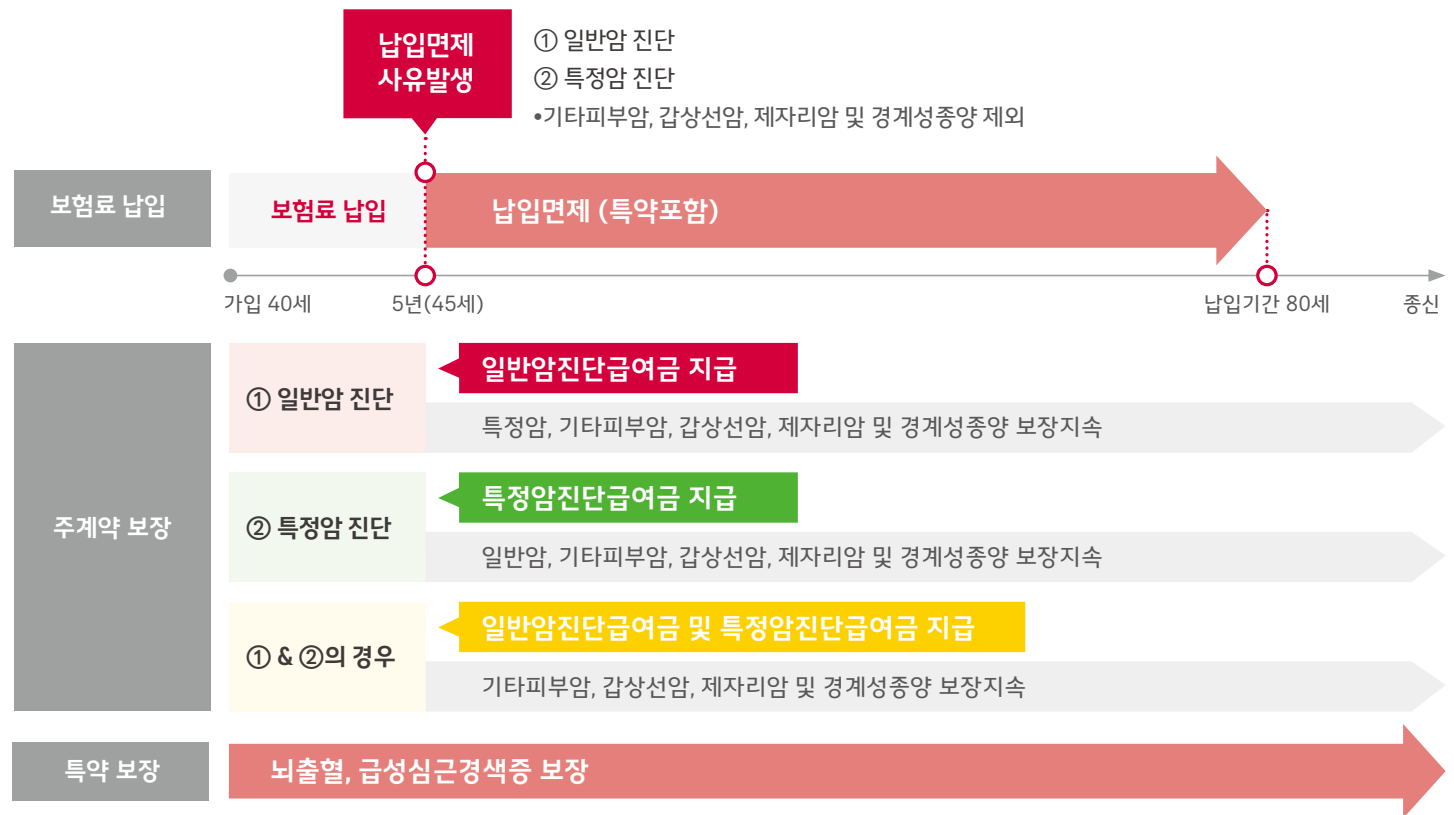 납입면제
사유발생
① 일반암 진단
② 특정암 진단
•기타피부암, 갑상선암, 제자리암 및 경계성종양 제외
보험료 납입
보험료 납입
납입면제 (특약포함)
가입 40세
5년(45세)
납입기간 80세
종신
주계약 보장
① 일반암 진단
일반암진단급여금 지급
특정암, 기타피부암, 갑상선암, 제자리암 및 경계성종양 보장지속
② 특정암 진단
특정암진단급여금 지급
일반암, 기타피부암, 갑상선암, 제자리암 및 경계성종양 보장지속
① & ②의 경우
일반암진단급여금 및 특정암진단급여금 지급
기타피부암, 갑상선암, 제자리암 및 경계성종양 보장지속
특약 보장
뇌출혈, 급성심근경색증 보장